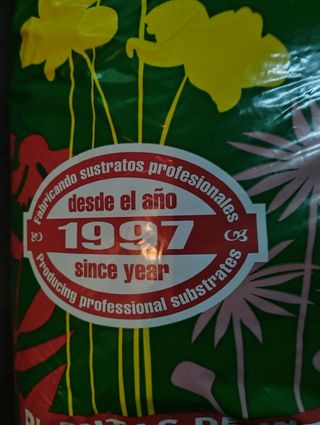 Fabricando sustratos profesionales
desde el año
1997
since year
Producing professional substrates